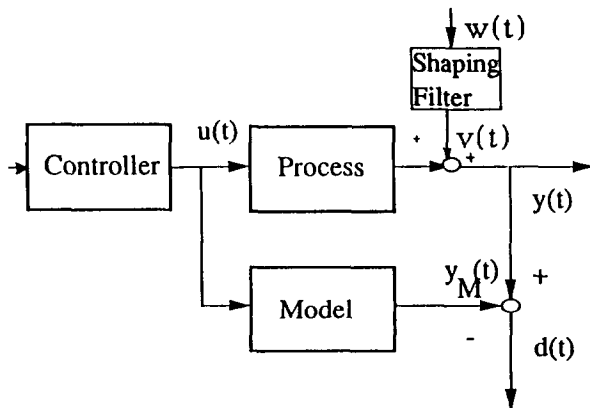 w(t)
Shaping
Filter
u(t)
+
v(t)
+
Controller
Process
y(t)
y_M(t)
+
Model
-
d(t)